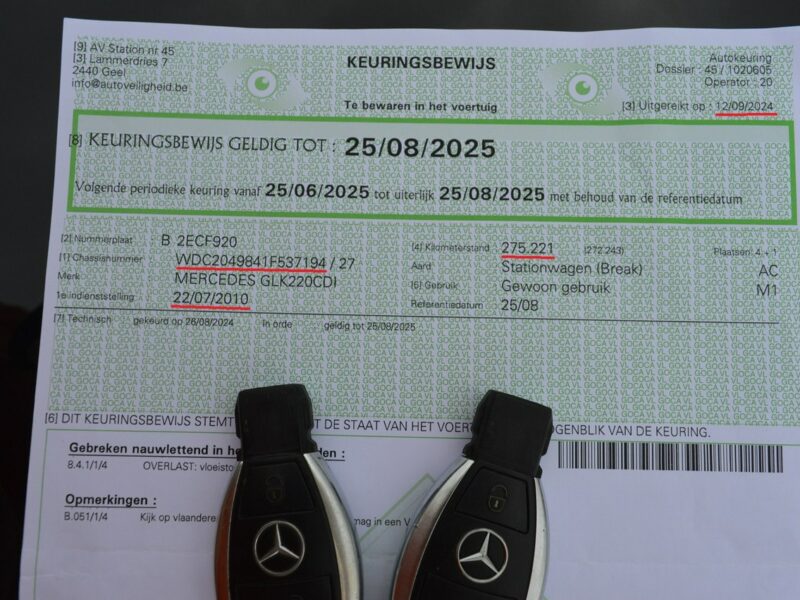 [9] AV Station nr 45
[3] Lammerdries 7
2440 Geel
info@autoveiligheid.be
KEURINGSBEWIJS
Te bewaren in het voertuig
Autokeuring
Dossier : 45 / 1020605
Operator : 20
[3] Uitgereikt op : 12/09/2024
[8] KEURINGSBEWIJS GELDIG TOT : 25/08/2025
Volgende periodieke keuring vanaf 25/06/2025 tot uiterlijk 25/08/2025 met behoud van de referentiedatum
[2] Nummerplaat : B 2ECF920
[1] Chassisnummer WDC2049841F537194 / 27
Merk MERCEDES GLK220CDI
1e indienststelling 22/07/2010
[4] Kilometerstand 275.221 (272.243) Plaatsen: 4 + 1
Aard Stationwagen (Break) AC
[5] Gebruik Gewoon gebruik M1
Referentiedatum 25/08
[7] Technisch : gekeurd op 26/08/2024 In orde : geldig tot 25/08/2025
[6] DIT KEURINGSBEWIJS STEMT T DE STAAT VAN HET VOERT OGENBLIK VAN DE KEURING.
Gebreken nauwlettend in he den :
8.4.1/1/4 OVERLAST: vloeisto
Opmerkingen :
B.051/1/4 Kijk op vlaandere mag in een V